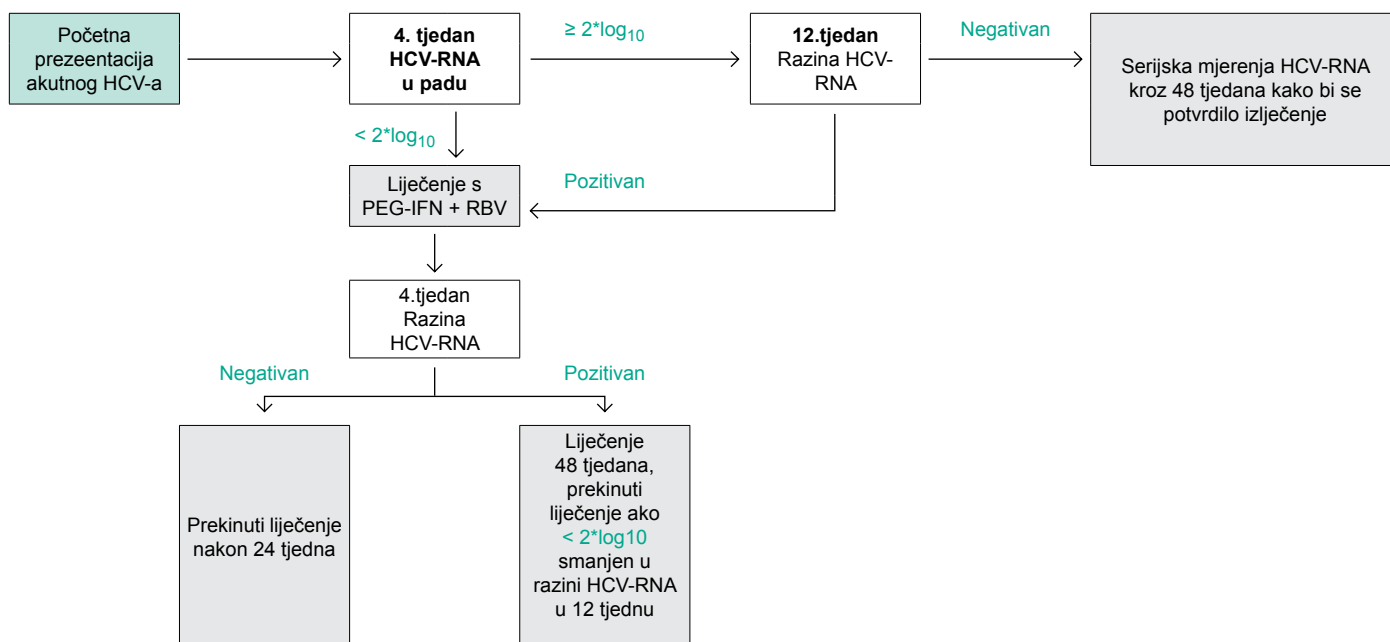 Početna
prezeentacija
akutnog HCV-a
4. tjedan
HCV-RNA
u padu
≥ 2*log10
12.tjedan
Razina HCV-
RNA
Negativan
Serijska mjerenja HCV-RNA
kroz 48 tjedana kako bi se
potvrdilo izlječenje
< 2*log10
Liječenje s
PEG-IFN + RBV
Pozitivan
4.tjedan
Razina
HCV-RNA
Negativan
Pozitivan
Prekinuti liječenje
nakon 24 tjedna
Liječenje
48 tjedana,
prekinuti
liječenje ako
< 2*log10
smanjen u
razini HCV-RNA
u 12 tjednu